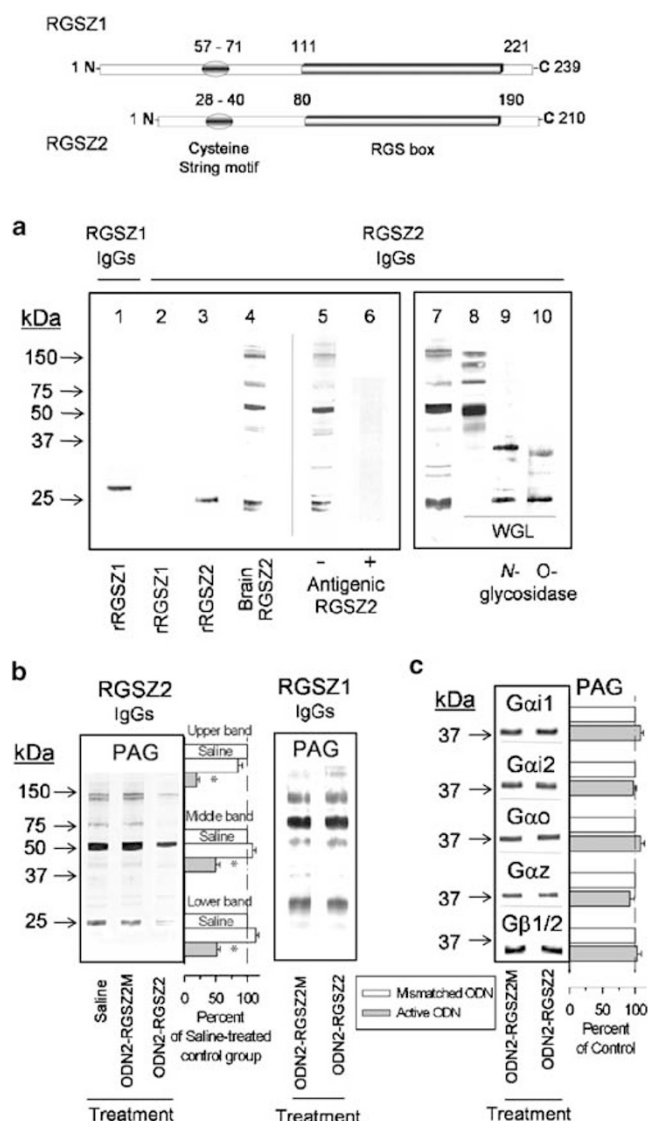 RGSZ1
57 - 71 111 221
1 N- -C 239
28 - 40 80 190
1 N- -C 210
RGSZ2
Cysteine RGS box
String motif
a
RGSZ1 RGSZ2
IgGs IgGs
kDa 1 2 3 4 5 6 7 8 9 10
150
75
50
37
25
WGL
rRGSZ1
rRGSZ1
rRGSZ2
Brain
RGSZ2
- +
Antigenic
RGSZ2
N- O-
glycosidase
b
RGSZ2
IgGs
RGSZ1
IgGs
kDa
PAG
PAG
150
75
50
37
25
Upper band
Saline
*
Middle band
Saline
*
Lower band
Saline
*
0 50 100
Percent
of Saline-treated
control group
Saline
ODN2-RGSZ2M
ODN2-RGSZ2
Treatment
ODN2-RGSZ2M
ODN2-RGSZ2
Treatment
Mismatched ODN
Active ODN
c
kDa
PAG
Gαi1
37
Gαi2
37
Gαo
37
Gαz
37
Gβ1/2
37
0 50 100
Percent
of Control
ODN2-RGSZ2M
ODN2-RGSZ2
Treatment